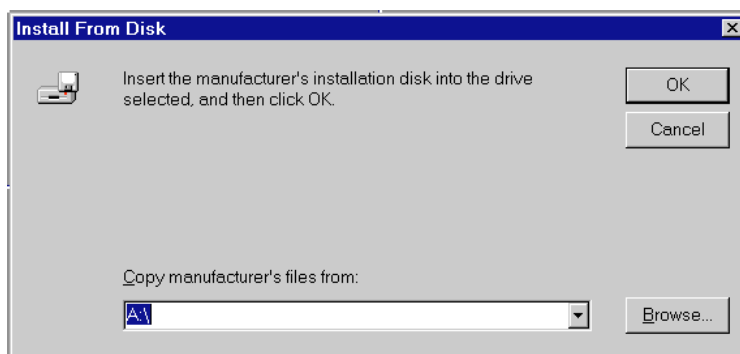 Install From Disk
Insert the manufacturer's installation disk into the drive
selected, and then click OK.
OK
Cancel
Copy manufacturer's files from:
A:\
Browse...